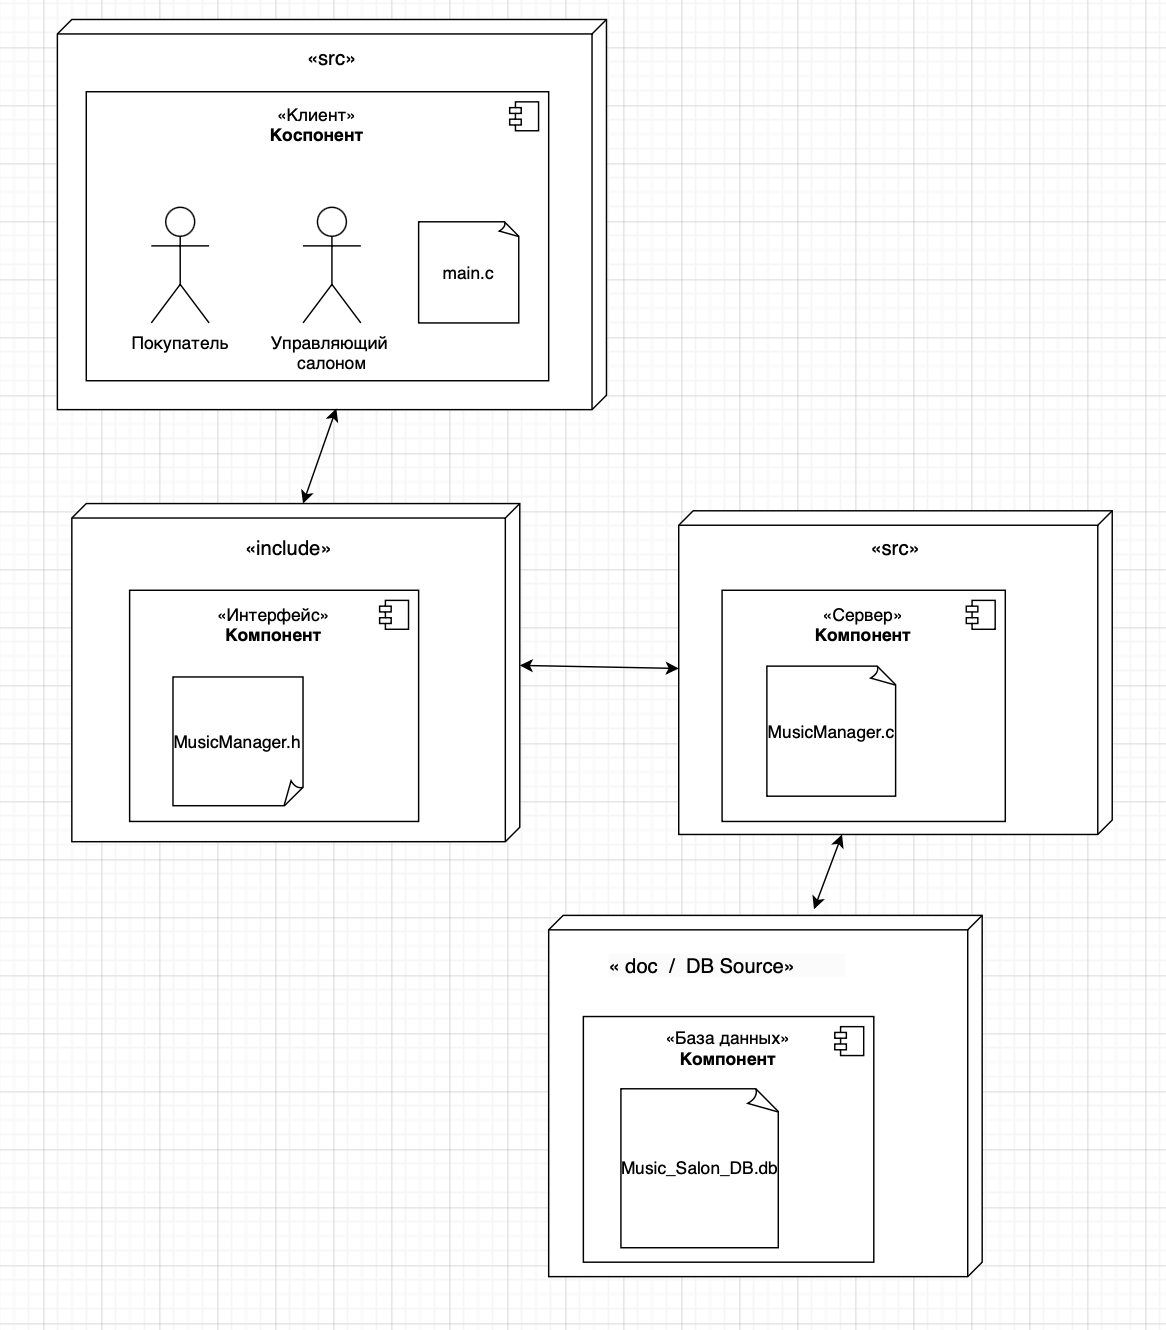 «src»
«Клиент»
Коспонент
main.c
Покупатель
Управляющий
салоном
«include»
«Интерфейс»
Компонент
MusicManager.h
«src»
«Сервер»
Компонент
MusicManager.c
« doc / DB Source»
«База данных»
Компонент
Music_Salon_DB.db